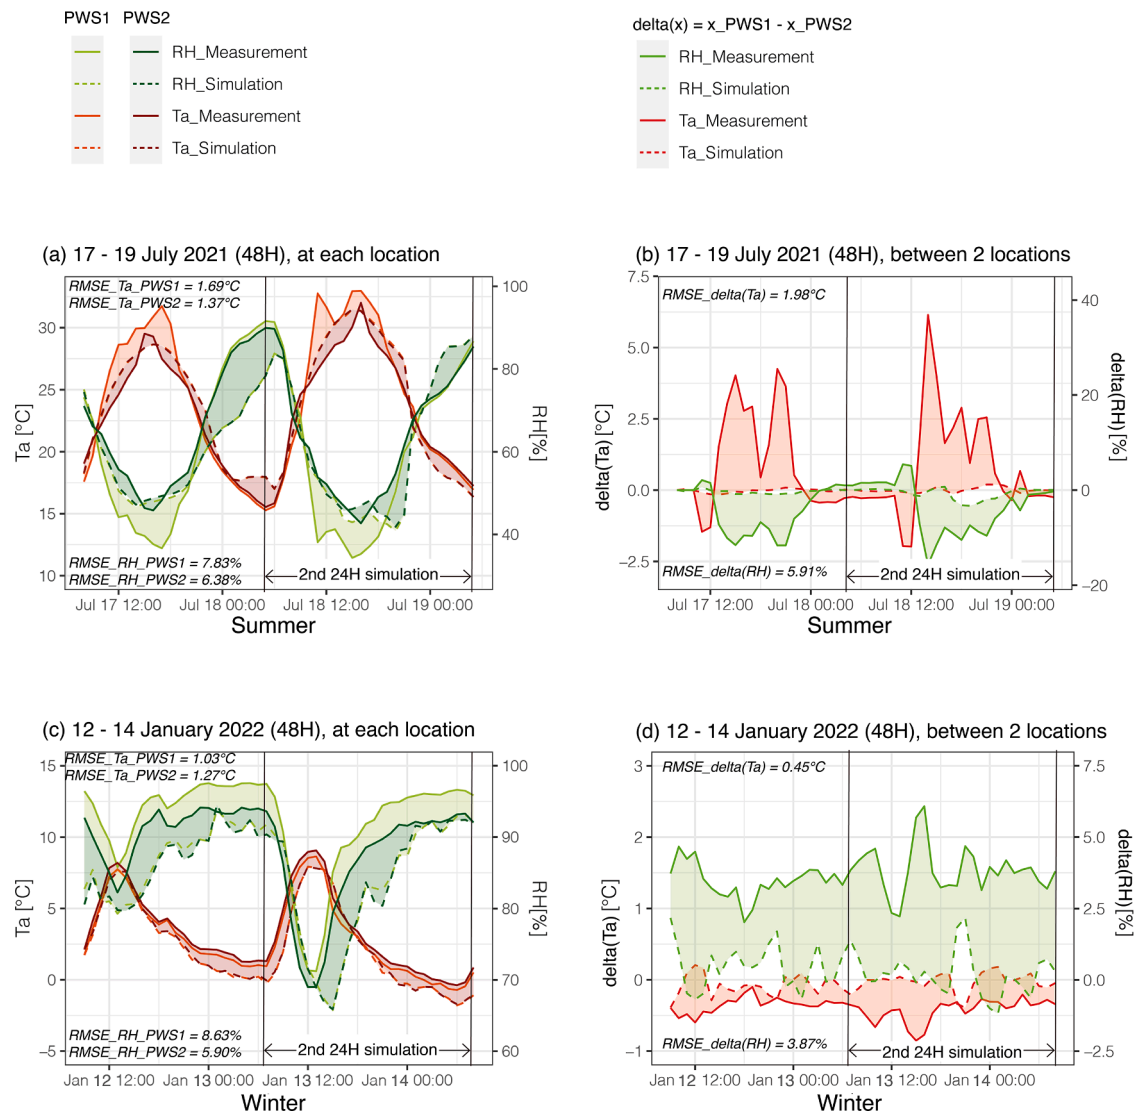 PWS1 PWS2
RH_Measurement
RH_Simulation
Ta_Measurement
Ta_Simulation
delta(x) = x_PWS1 - x_PWS2
RH_Measurement
RH_Simulation
Ta_Measurement
Ta_Simulation
(a) 17 - 19 July 2021 (48H), at each location
RMSE_Ta_PWS1 = 1.69°C
RMSE_Ta_PWS2 = 1.37°C
30
25
20
15
10
Ta [°C]
100
80
60
40
RH[%]
RMSE_RH_PWS1 = 7.83%
RMSE_RH_PWS2 = 6.38%
2nd 24H simulation
Jul 17 12:00 Jul 18 00:00 Jul 18 12:00 Jul 19 00:00
Summer
(b) 17 - 19 July 2021 (48H), between 2 locations
RMSE_delta(Ta) = 1.98°C
7.5
5.0
2.5
0.0
−2.5
delta(Ta) [°C]
40
20
0
−20
delta(RH) [%]
RMSE_delta(RH) = 5.91%
2nd 24H simulation
Jul 17 12:00 Jul 18 00:00 Jul 18 12:00 Jul 19 00:00
Summer
(c) 12 - 14 January 2022 (48H), at each location
RMSE_Ta_PWS1 = 1.03°C
RMSE_Ta_PWS2 = 1.27°C
15
10
5
0
−5
Ta [°C]
100
90
80
70
60
RH[%]
RMSE_RH_PWS1 = 8.63%
RMSE_RH_PWS2 = 5.90%
2nd 24H simulation
Jan 12 12:00 Jan 13 00:00 Jan 13 12:00 Jan 14 00:00
Winter
(d) 12 - 14 January 2022 (48H), between 2 locations
RMSE_delta(Ta) = 0.45°C
3
2
1
0
−1
delta(Ta) [°C]
7.5
5.0
2.5
0.0
−2.5
delta(RH) [%]
RMSE_delta(RH) = 3.87%
2nd 24H simulation
Jan 12 12:00 Jan 13 00:00 Jan 13 12:00 Jan 14 00:00
Winter